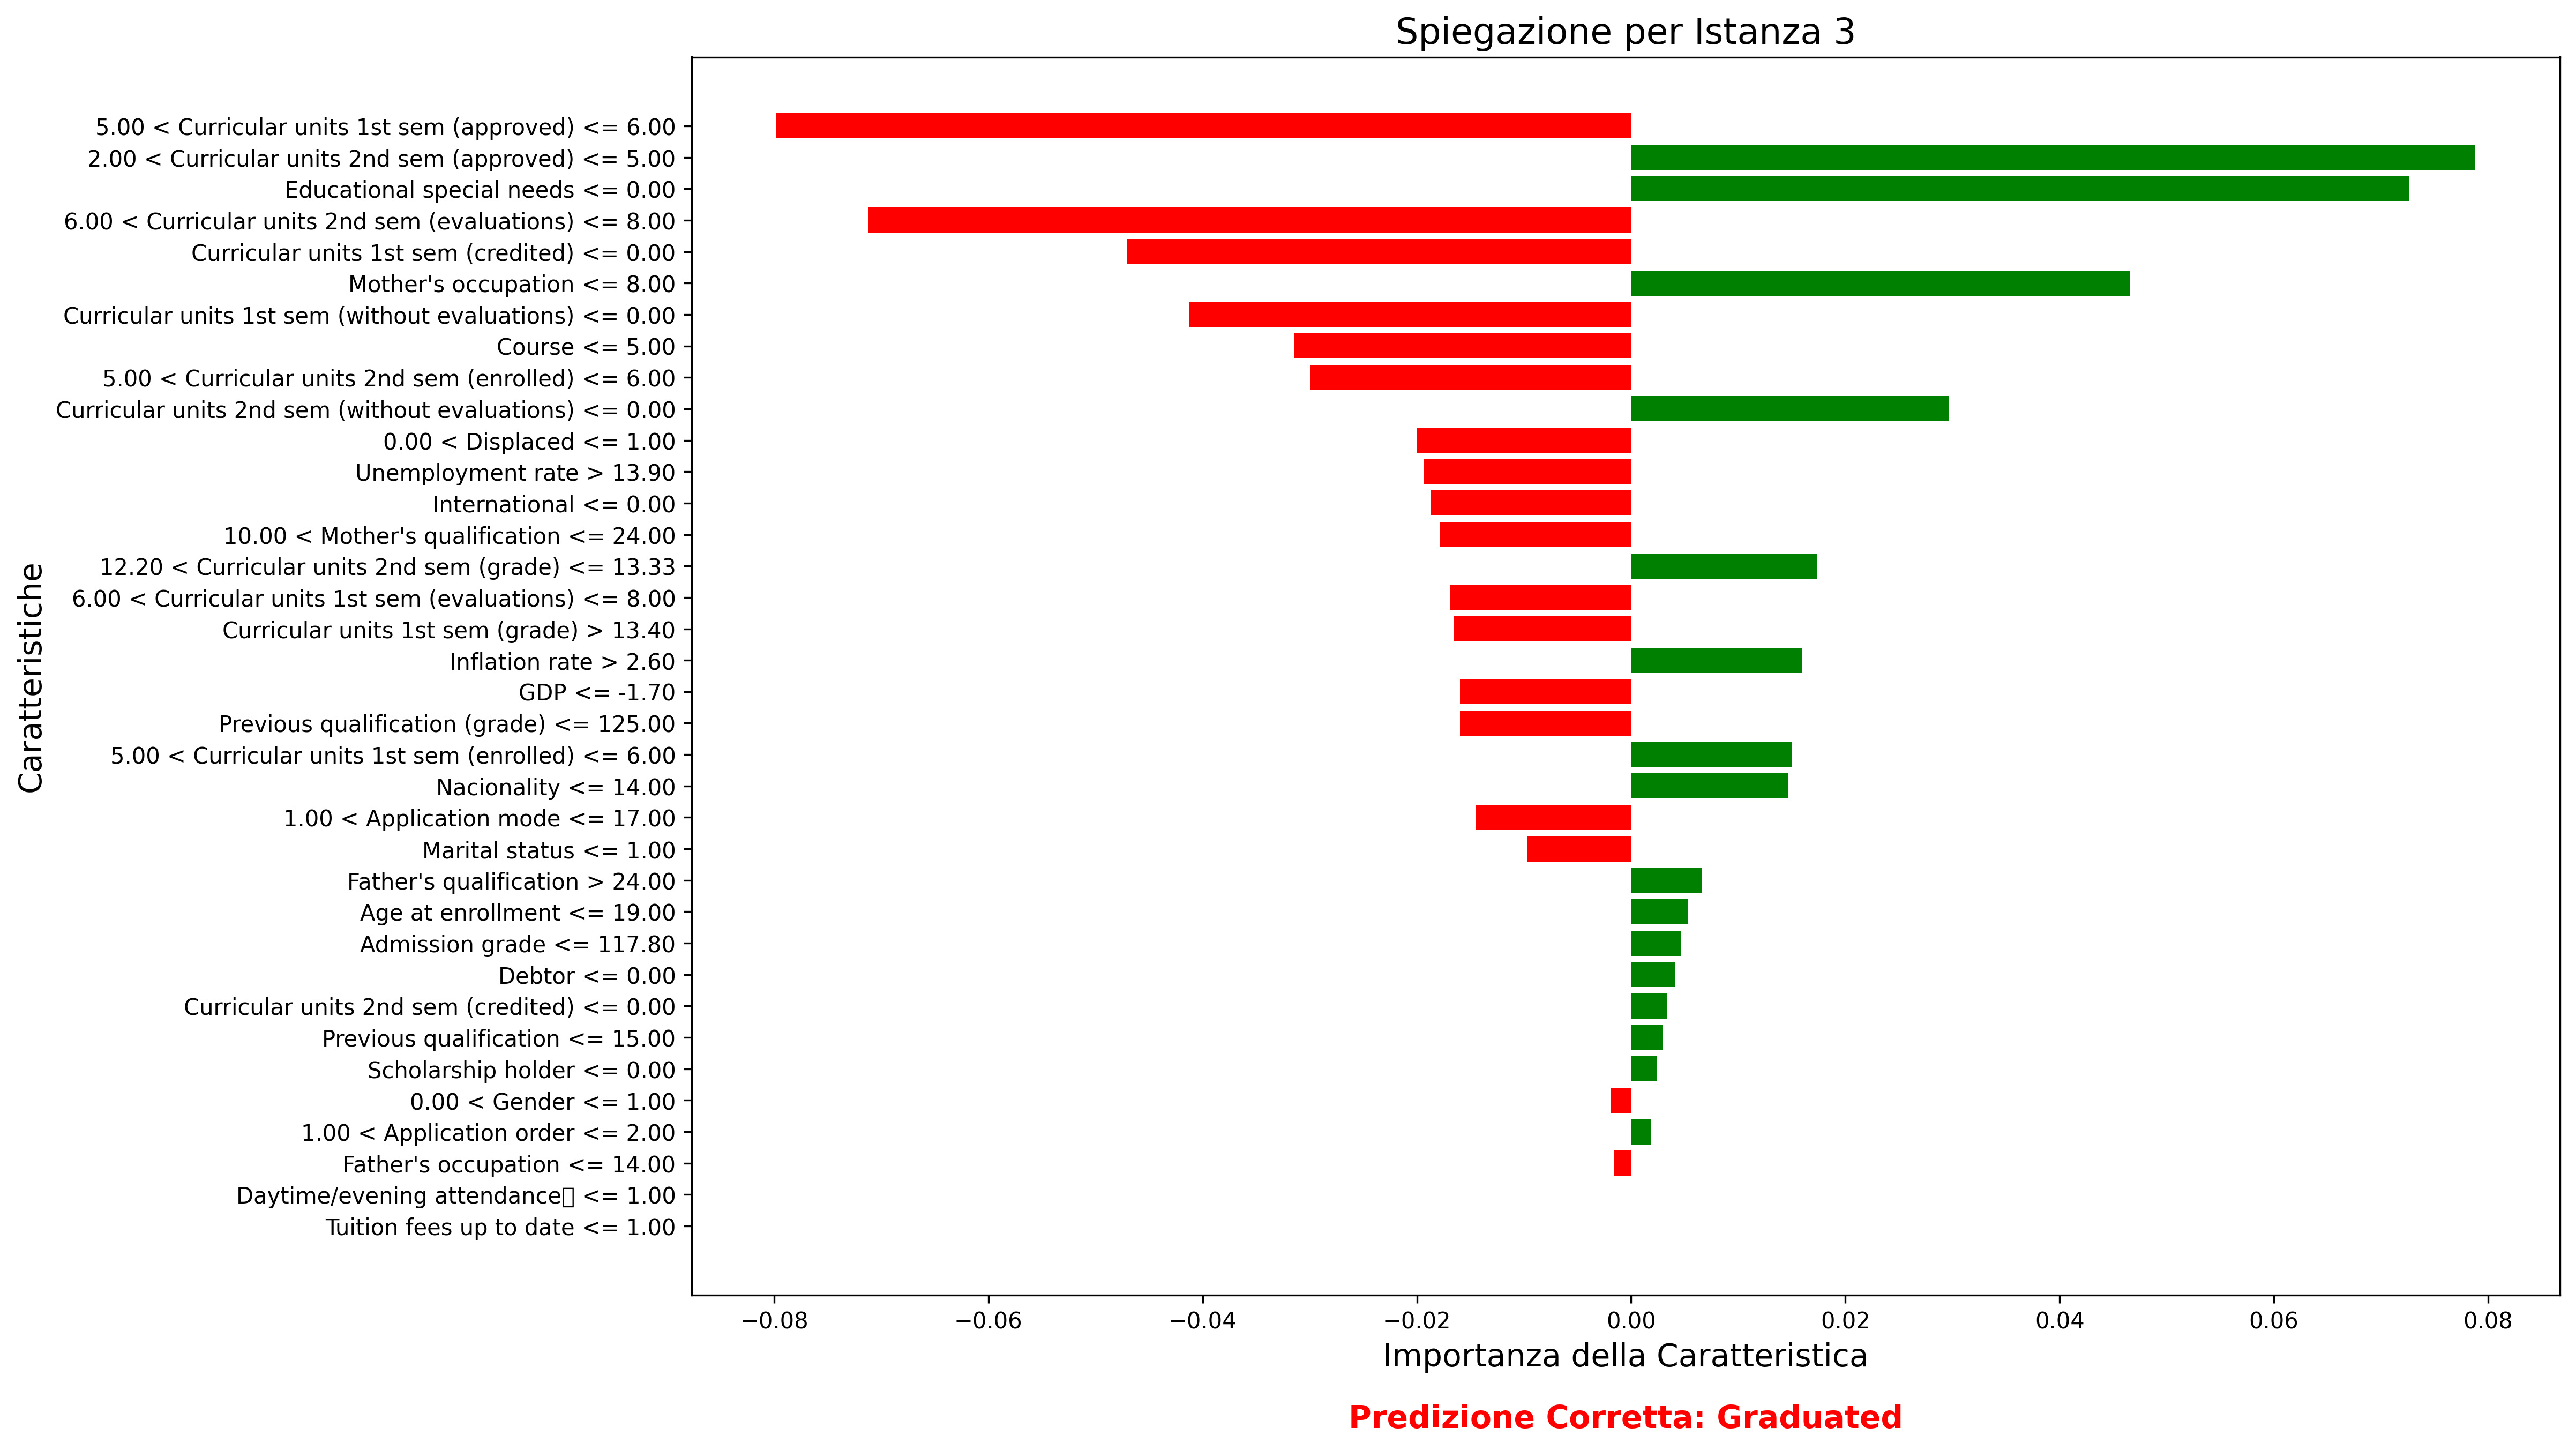 Spiegazione per Istanza 3
5.00 < Curricular units 1st sem (approved) <= 6.00
2.00 < Curricular units 2nd sem (approved) <= 5.00
Educational special needs <= 0.00
6.00 < Curricular units 2nd sem (evaluations) <= 8.00
Curricular units 1st sem (credited) <= 0.00
Mother's occupation <= 8.00
Curricular units 1st sem (without evaluations) <= 0.00
Course <= 5.00
5.00 < Curricular units 2nd sem (enrolled) <= 6.00
Curricular units 2nd sem (without evaluations) <= 0.00
0.00 < Displaced <= 1.00
Unemployment rate > 13.90
International <= 0.00
10.00 < Mother's qualification <= 24.00
12.20 < Curricular units 2nd sem (grade) <= 13.33
6.00 < Curricular units 1st sem (evaluations) <= 8.00
Curricular units 1st sem (grade) > 13.40
Inflation rate > 2.60
GDP <= -1.70
Previous qualification (grade) <= 125.00
5.00 < Curricular units 1st sem (enrolled) <= 6.00
Nacionality <= 14.00
1.00 < Application mode <= 17.00
Marital status <= 1.00
Father's qualification > 24.00
Age at enrollment <= 19.00
Admission grade <= 117.80
Debtor <= 0.00
Curricular units 2nd sem (credited) <= 0.00
Previous qualification <= 15.00
Scholarship holder <= 0.00
0.00 < Gender <= 1.00
1.00 < Application order <= 2.00
Father's occupation <= 14.00
Daytime/evening attendance▯ <= 1.00
Tuition fees up to date <= 1.00
Caratteristiche
−0.08 −0.06 −0.04 −0.02 0.00 0.02 0.04 0.06 0.08
Importanza della Caratteristica
Predizione Corretta: Graduated